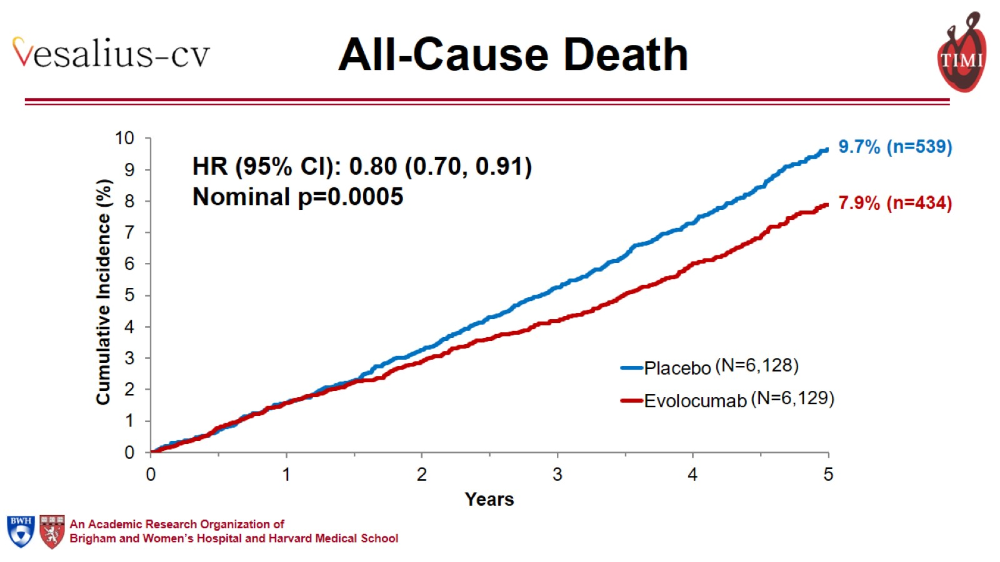 vesalius-cv
All-Cause Death
TIMI
10
9
8
7
6
5
4
3
2
1
0
Cumulative Incidence (%)
HR (95% CI): 0.80 (0.70, 0.91)
Nominal p=0.0005
9.7% (n=539)
7.9% (n=434)
Placebo (N=6,128)
Evolocumab (N=6,129)
0 1 2 3 4 5
Years
BWH
An Academic Research Organization of
Brigham and Women's Hospital and Harvard Medical School